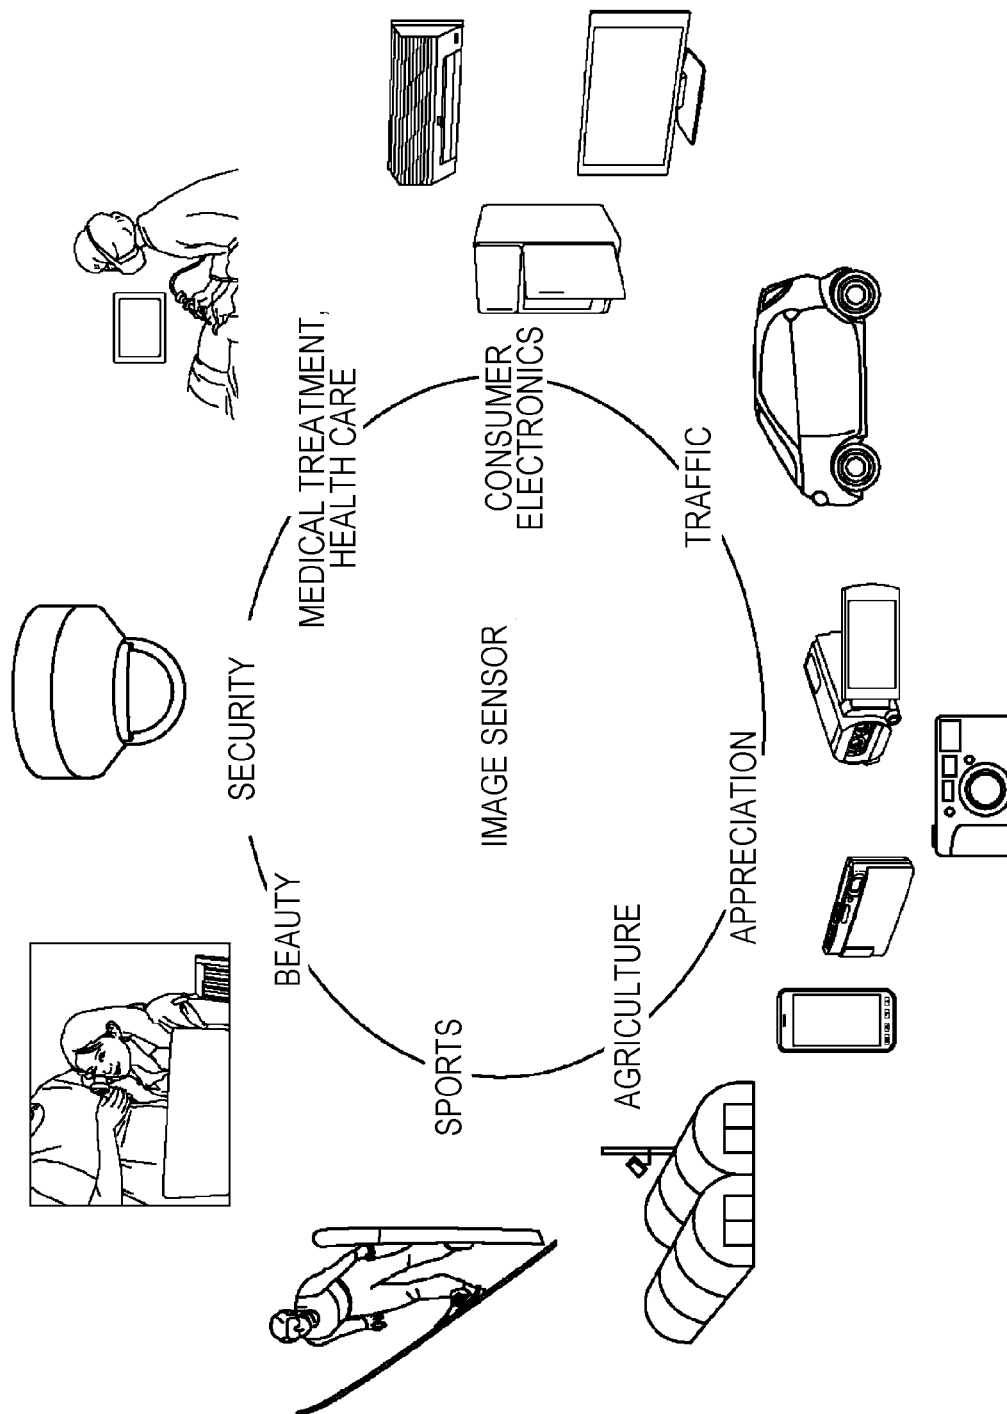 SECURITY
MEDICAL TREATMENT,
HEALTH CARE
CONSUMER
ELECTRONICS
TRAFFIC
APPRECIATION
AGRICULTURE
SPORTS
BEAUTY
IMAGE SENSOR